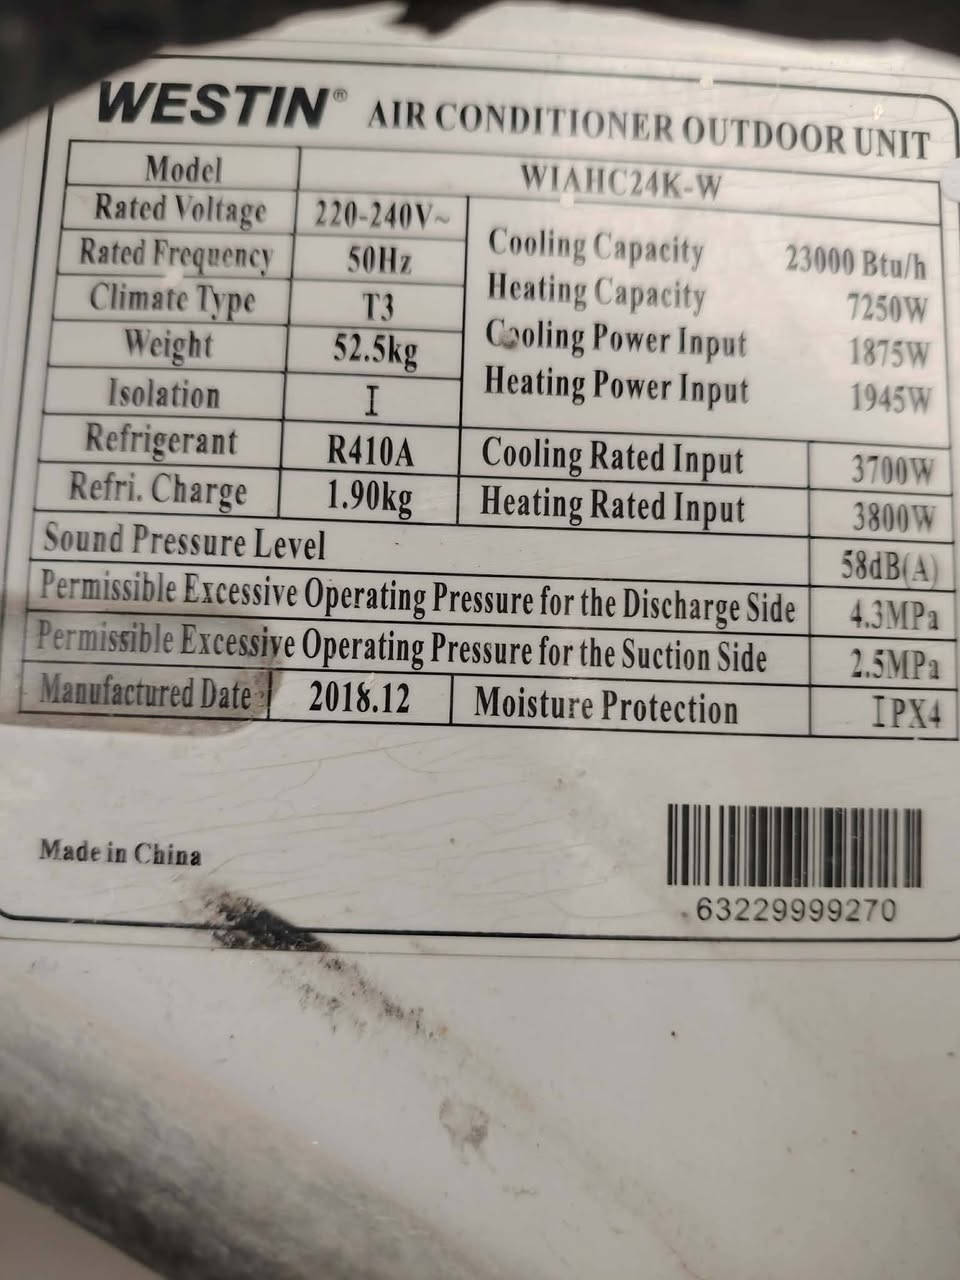 WESTIN® AIR CONDITIONER OUTDOOR UNIT
Model WIAHC24K-W
Rated Voltage 220-240V~
Rated Frequency 50Hz
Climate Type T3
Weight 52.5kg
Isolation I
Refrigerant R410A
Refri. Charge 1.90kg
Cooling Capacity 23000 Btu/h
Heating Capacity 7250W
Cooling Power Input 1875W
Heating Power Input 1945W
Cooling Rated Input 3700W
Heating Rated Input 3800W
Sound Pressure Level 58dB(A)
Permissible Excessive Operating Pressure for the Discharge Side 4.3MPa
Permissible Excessive Operating Pressure for the Suction Side 2.5MPa
Manufactured Date 2018.12 Moisture Protection IPX4
Made in China
63229999270